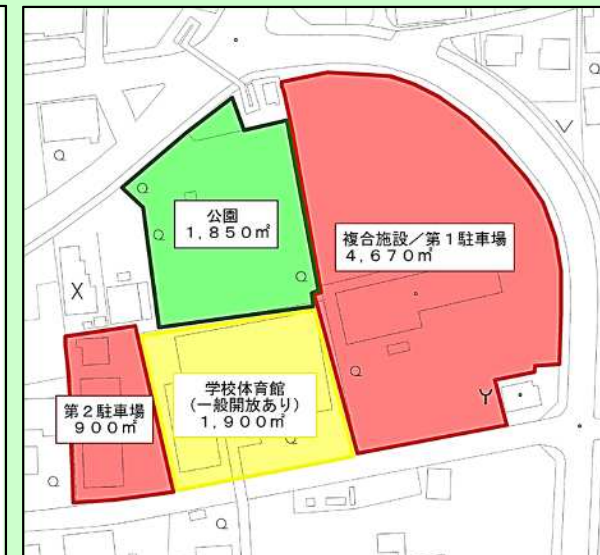 公園
1,850㎡
複合施設／第1駐車場
4,670㎡
学校体育館
(一般開放あり)
1,900㎡
第2駐車場
900㎡